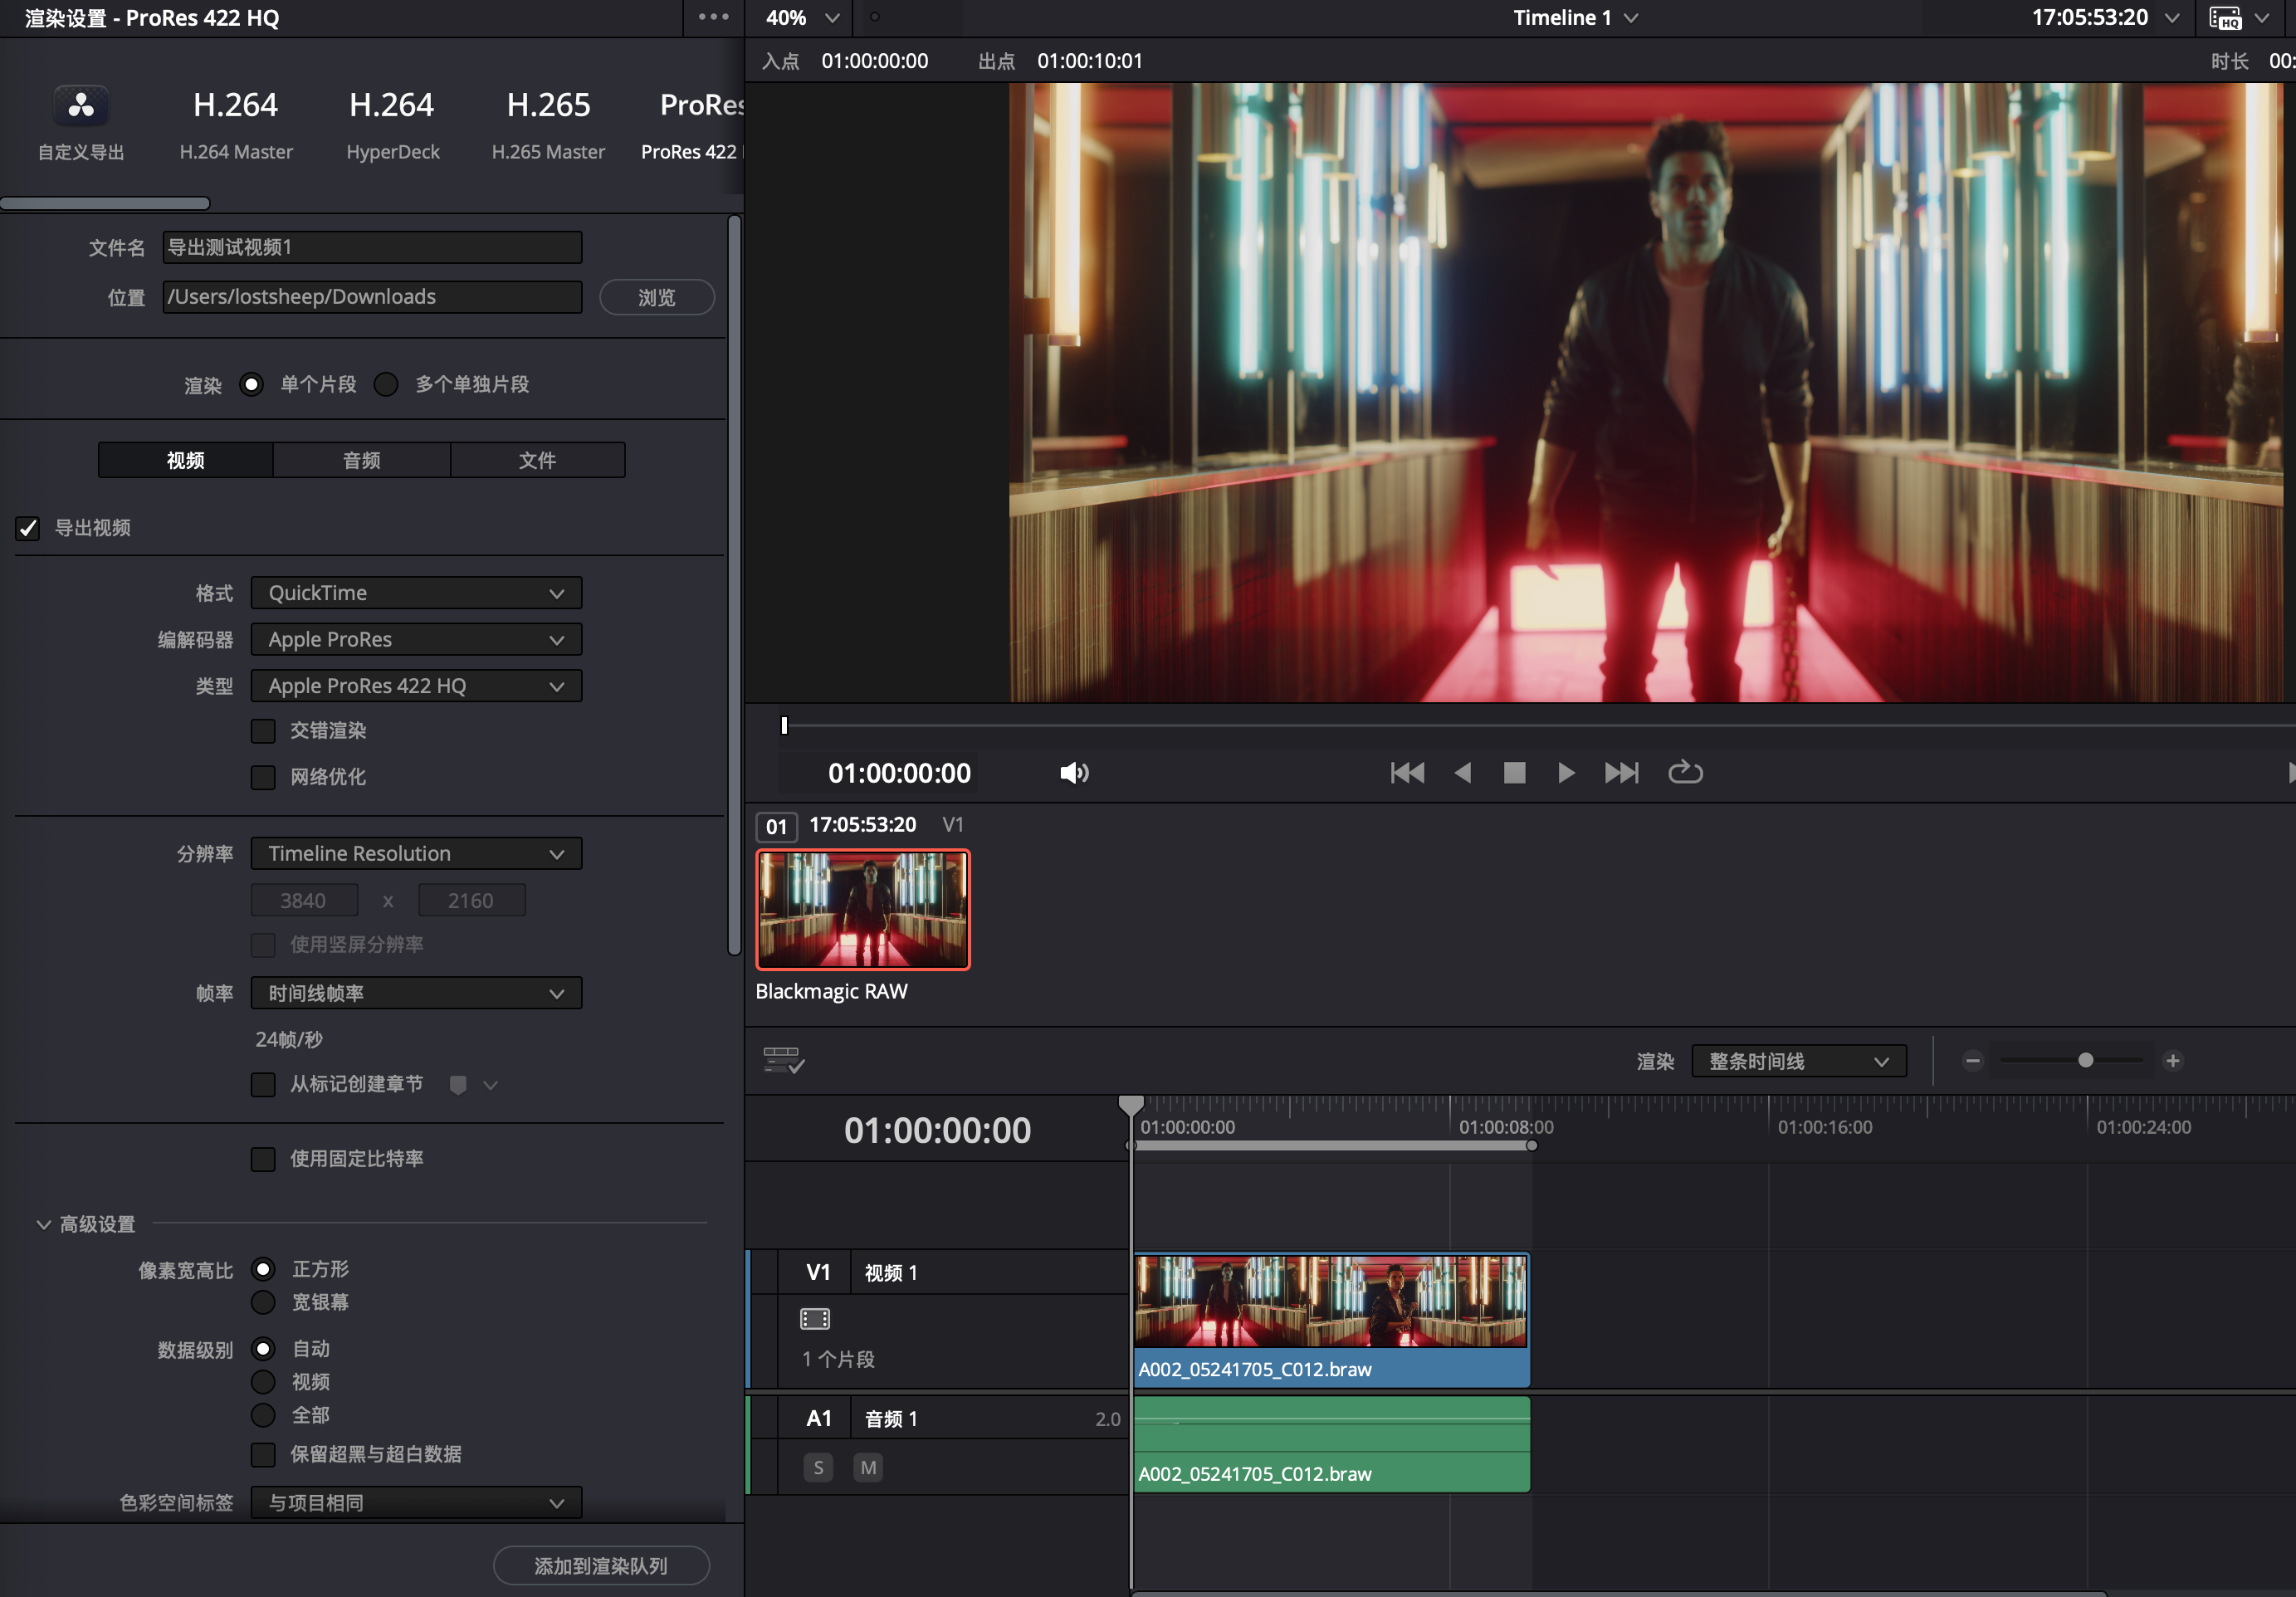 渲染设置 - ProRes 422 HQ
40%
Timeline 1
17:05:53:20
HQ
入点 01:00:00:00 出点 01:00:10:01
时长 00:
H.264 H.264 H.265 ProRes
自定义导出 H.264 Master HyperDeck H.265 Master ProRes 422
文件名 导出测试视频1
位置 /Users/lostsheep/Downloads 浏览
渲染 单个片段 多个单独片段
视频 音频 文件
导出视频
格式 QuickTime
编解码器 Apple ProRes
类型 Apple ProRes 422 HQ
交错渲染
网络优化
分辨率 Timeline Resolution
3840 x 2160
使用竖屏分辨率
帧率 时间线帧率
24帧/秒
从标记创建章节
使用固定比特率
高级设置
像素宽高比 正方形
宽银幕
数据级别 自动
视频
全部
保留超黑与超白数据
色彩空间标签 与项目相同
添加到渲染队列
01:00:00:00
01 17:05:53:20 V1
Blackmagic RAW
渲染 整条时间线
01:00:00:00
01:00:00:00 01:00:08:00 01:00:16:00 01:00:24:00
V1 视频 1
1 个片段
A002_05241705_C012.braw
A1 音频 1 2.0
S M
A002_05241705_C012.braw